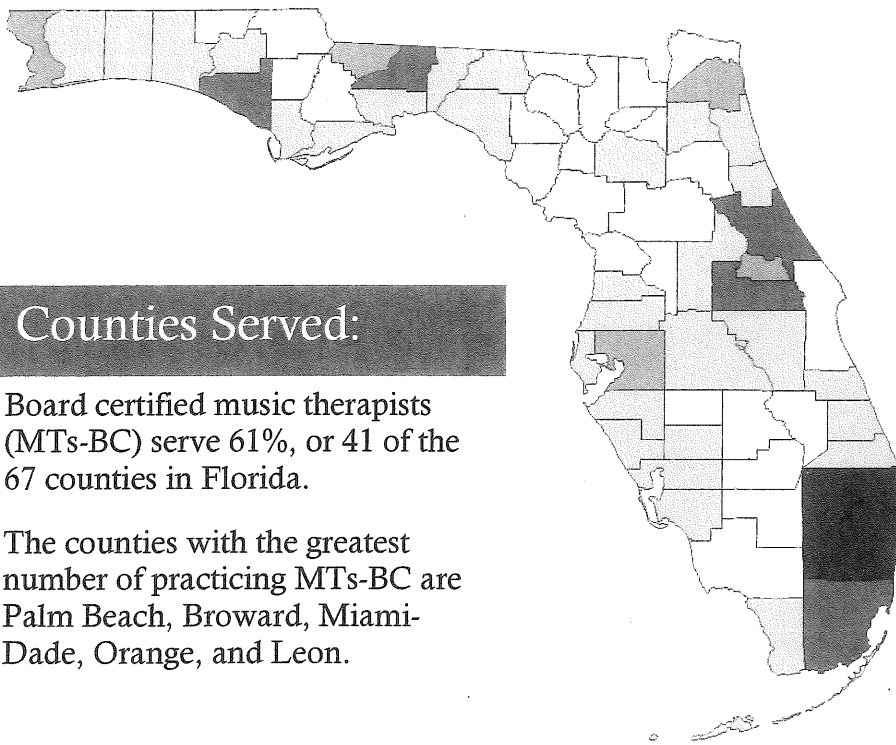 Counties Served:
Board certified music therapists
(MTs-BC) serve 61%, or 41 of the
67 counties in Florida.
The counties with the greatest
number of practicing MTs-BC are
Palm Beach, Broward, Miami-
Dade, Orange, and Leon.